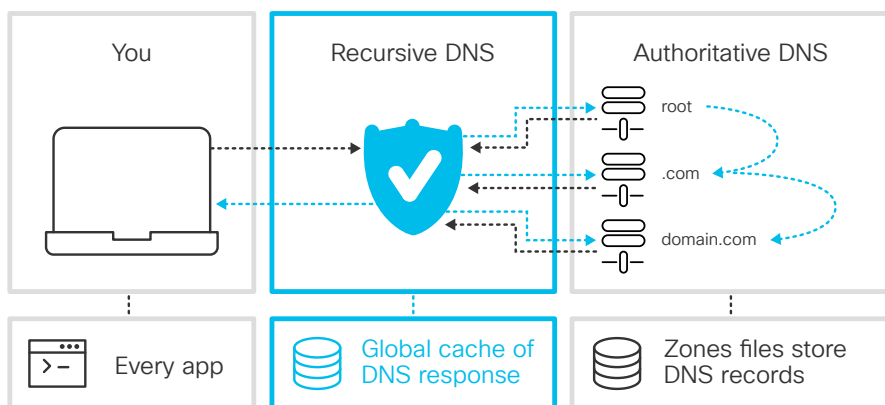 You
Recursive DNS
Authoritative DNS
root
.com
domain.com
Every app
Global cache of
DNS response
Zones files store
DNS records